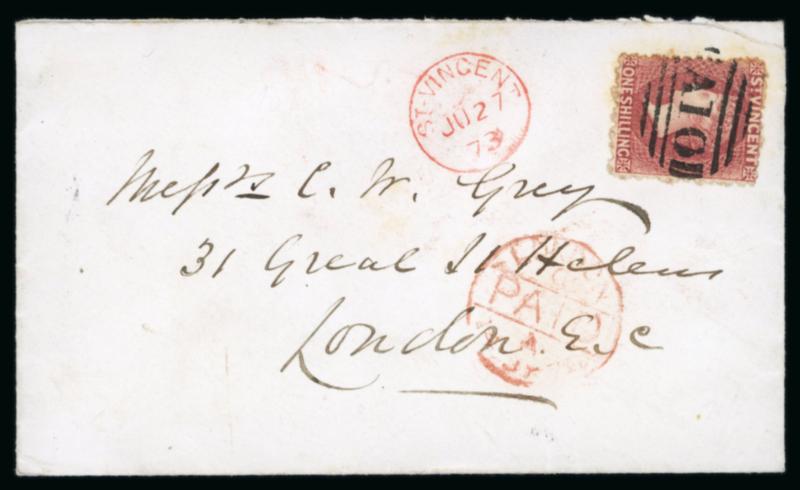 ST. VINCENT
JU 27
73
ST. VINCENT
ONE SHILLING
A10
Messrs C. W. Grey
31 Great St Helens
London. E.C
PAID